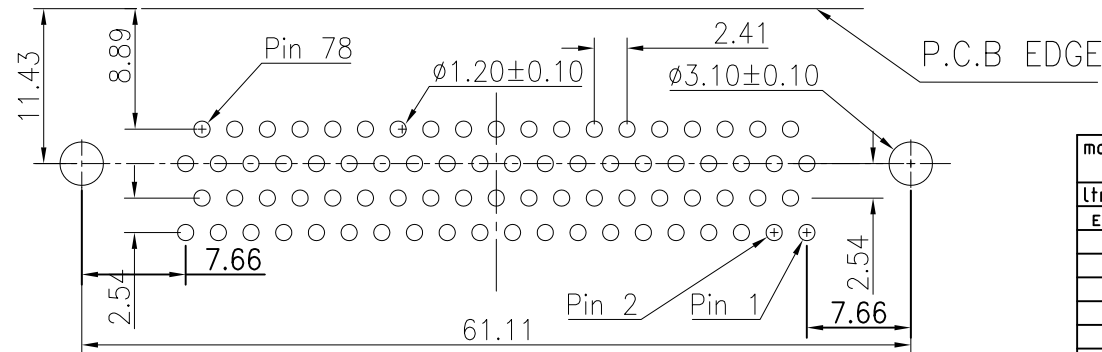 11.43
8.89
Pin 78
ø1.20±0.10
2.41
ø3.10±0.10
P.C.B EDGE
2.54
7.66
61.11
Pin 2
Pin 1
7.66
2.54